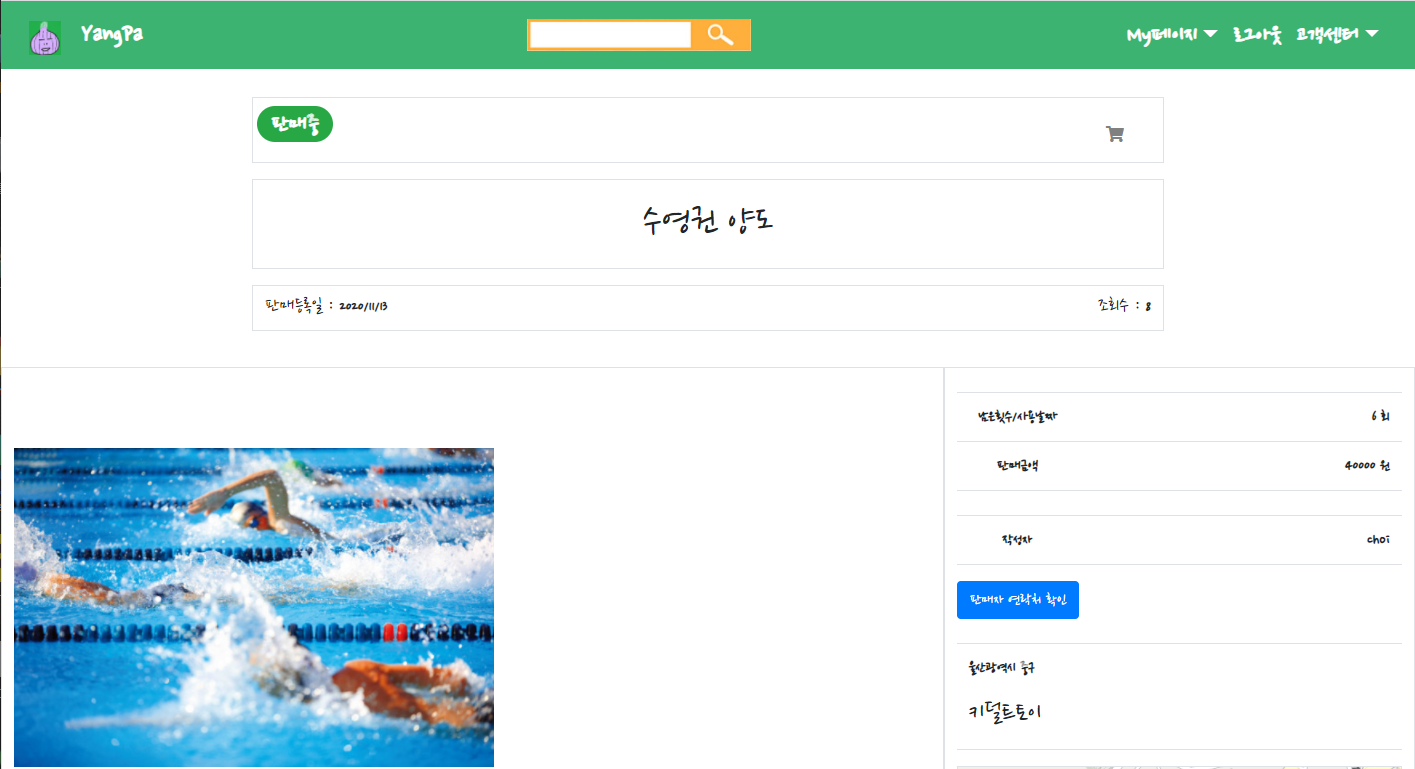 YangPa
My페이지 로그아웃 고객센터
판매중
수영권 양도
판매등록일 : 2020/11/13 조회수 : 8
남은횟수/사용날짜 6 회
판매금액 40000 원
작성자 choi
판매자 연락처 확인
울산광역시 중구
키덜트토이